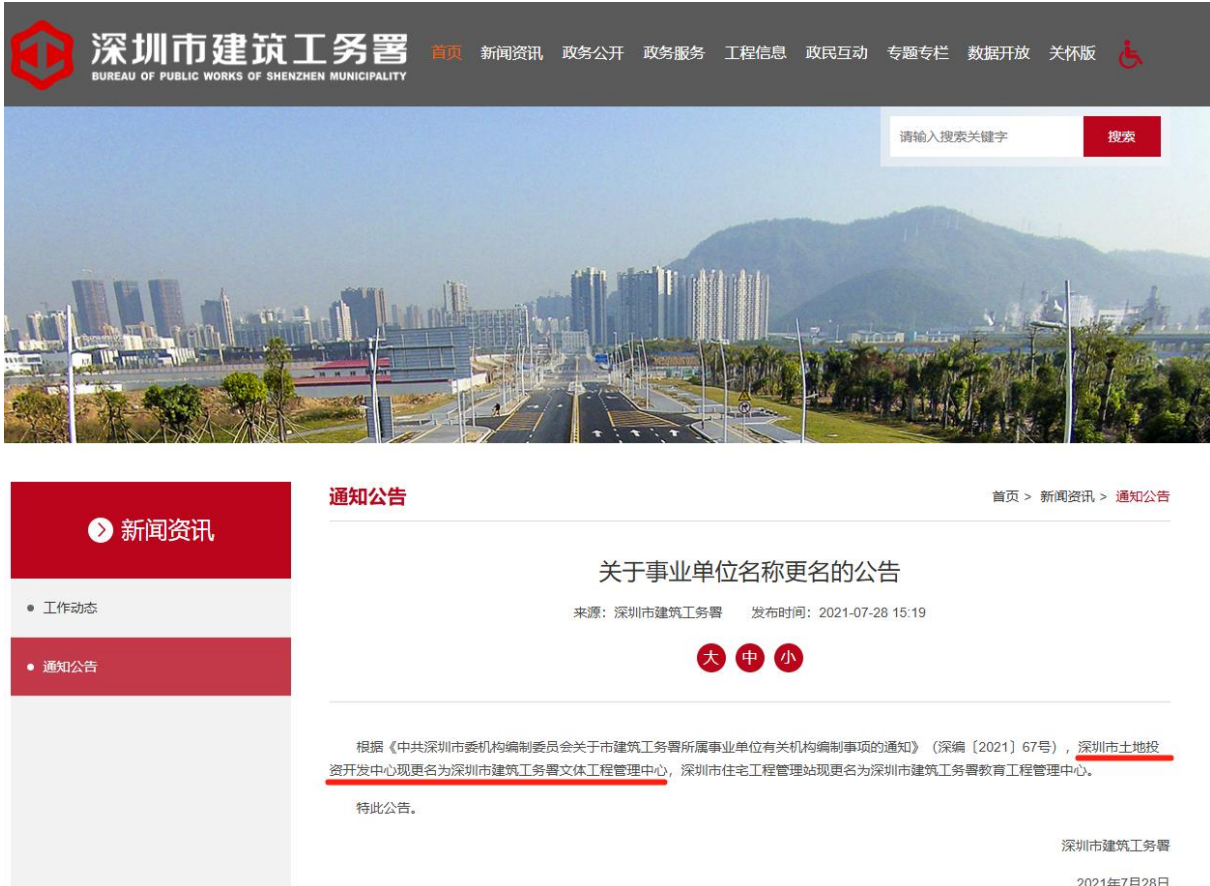 深圳市建筑工务署
BUREAU OF PUBLIC WORKS OF SHENZHEN MUNICIPALITY
首页 新闻资讯 政务公开 政务服务 工程信息 政民互动 专题专栏 数据开放 关怀版
请输入搜索关键字 搜索
新闻资讯
工作动态
通知公告
通知公告
首页 > 新闻资讯 > 通知公告
关于事业单位名称更名的公告
来源：深圳市建筑工务署 发布时间：2021-07-28 15:19
大 中 小
根据《中共深圳市委机构编制委员会关于市建筑工务署所属事业单位有关机构编制事项的通知》（深编〔2021〕67号），深圳市土地投
资开发中心现更名为深圳市建筑工务署文体工程管理中心，深圳市住宅工程管理站现更名为深圳市建筑工务署教育工程管理中心。
特此公告。
深圳市建筑工务署
2021年7月28日